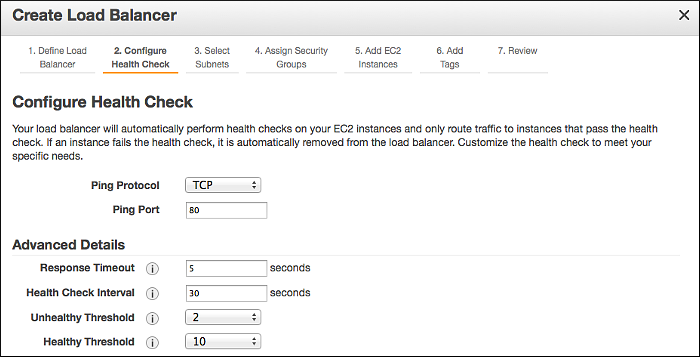 Create Load Balancer
×
1. Define Load Balancer
2. Configure Health Check
3. Select Subnets
4. Assign Security Groups
5. Add EC2 Instances
6. Add Tags
7. Review
Configure Health Check
Your load balancer will automatically perform health checks on your EC2 instances and only route traffic to instances that pass the health
check. If an instance fails the health check, it is automatically removed from the load balancer. Customize the health check to meet your
specific needs.
Ping Protocol TCP
Ping Port 80
Advanced Details
Response Timeout i 5 seconds
Health Check Interval i 30 seconds
Unhealthy Threshold i 2
Healthy Threshold i 10